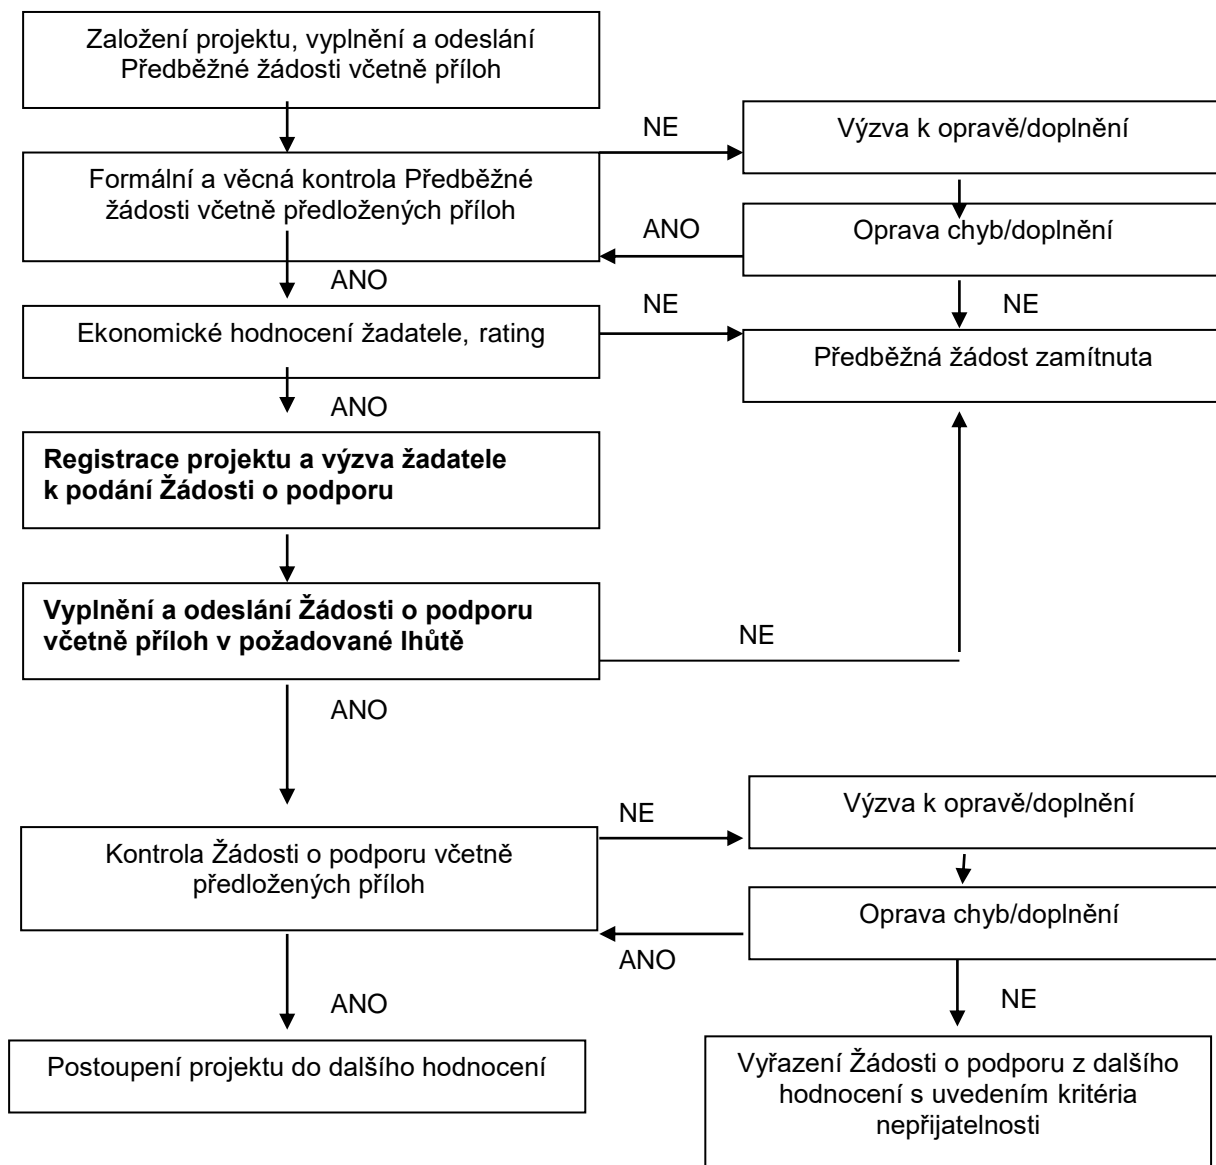 Založení projektu, vyplnění a odeslání
Předběžné žádosti včetně příloh
NE
Výzva k opravě/doplnění
Formální a věcná kontrola Předběžné
žádosti včetně předložených příloh
ANO
Oprava chyb/doplnění
ANO
NE
NE
Ekonomické hodnocení žadatele, rating
Předběžná žádost zamítnuta
ANO
Registrace projektu a výzva žadatele
k podání Žádosti o podporu
Vyplnění a odeslání Žádosti o podporu
včetně příloh v požadované lhůtě
NE
ANO
Výzva k opravě/doplnění
NE
Kontrola Žádosti o podporu včetně
předložených příloh
Oprava chyb/doplnění
ANO
ANO
NE
Postoupení projektu do dalšího hodnocení
Vyřazení Žádosti o podporu z dalšího
hodnocení s uvedením kritéria
nepřijatelnosti